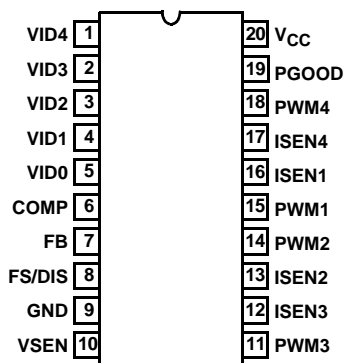 VID4 1 20 VCC
VID3 2 19 PGOOD
VID2 3 18 PWM4
VID1 4 17 ISEN4
VID0 5 16 ISEN1
COMP 6 15 PWM1
FB 7 14 PWM2
FS/DIS 8 13 ISEN2
GND 9 12 ISEN3
VSEN 10 11 PWM3